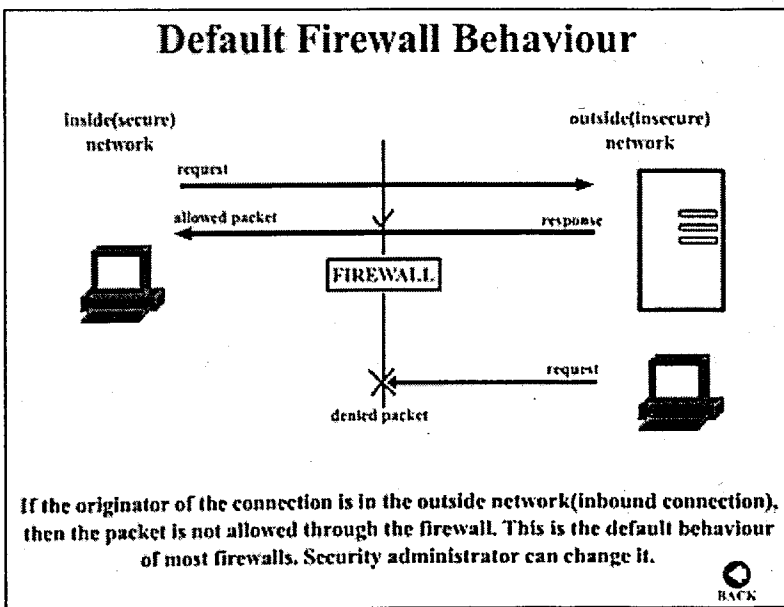 Default Firewall Behaviour
inside(secure)
network
outside(insecure)
network
request
allowed packet
response
FIREWALL
request
denied packet
If the originator of the connection is in the outside network(inbound connection),
then the packet is not allowed through the firewall. This is the default behaviour
of most firewalls. Security administrator can change it.
BACK